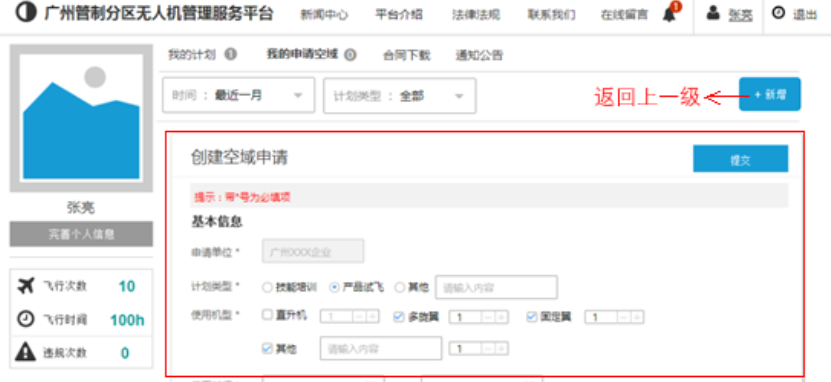 广州管制分区无人机管理服务平台 新闻中心 平台介绍 法律法规 联系我们 在线留言 1 张亮 退出
我的计划 1 我的申请空域 0 合同下载 通知公告
时间 : 最近一月 计划类型 : 全部 返回上一级 + 新增
创建空域申请 提交
提示 : 带*号为必填项
张亮
基本信息
完善个人信息
申请单位 * 广州XXX企业
飞行次数 10
计划类型 * 技能培训 产品试飞 其他 请输入内容
飞行时间 100h
使用机型 * 直升机 1 - + 多旋翼 1 - + 固定翼 1 - +
违规次数 0
其他 请输入内容 1 - +